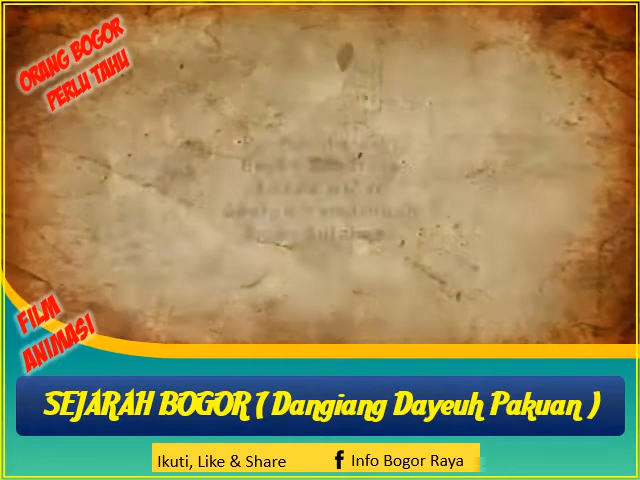 ORANG BOGOR
PERLU TAHU
FILM
ANIMASI
SEJARAH BOGOR ( Dangiang Dayeuh Pakuan )
Ikuti, Like & Share
f Info Bogor Raya